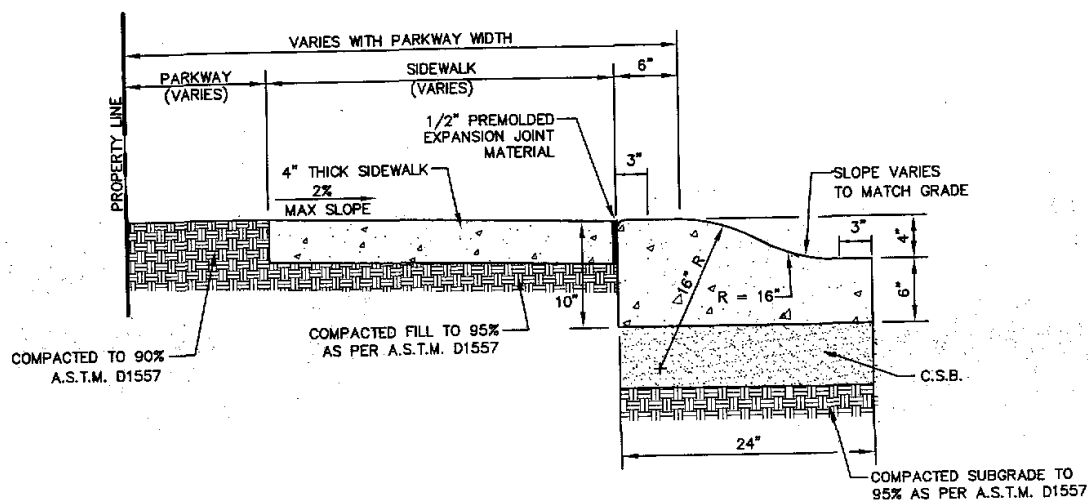 VARIES WITH PARKWAY WIDTH
PARKWAY
(VARIES)
SIDEWALK
(VARIES)
6"
PROPERTY LINE
1/2" PREMOLDED
EXPANSION JOINT
MATERIAL
3"
4" THICK SIDEWALK
2%
MAX SLOPE
SLOPE VARIES
TO MATCH GRADE
3"
4"
16" R
R = 16"
6"
10"
COMPACTED TO 90%
A.S.T.M. D1557
COMPACTED FILL TO 95%
AS PER A.S.T.M. D1557
C.S.B.
24"
COMPACTED SUBGRADE TO
95% AS PER A.S.T.M. D1557